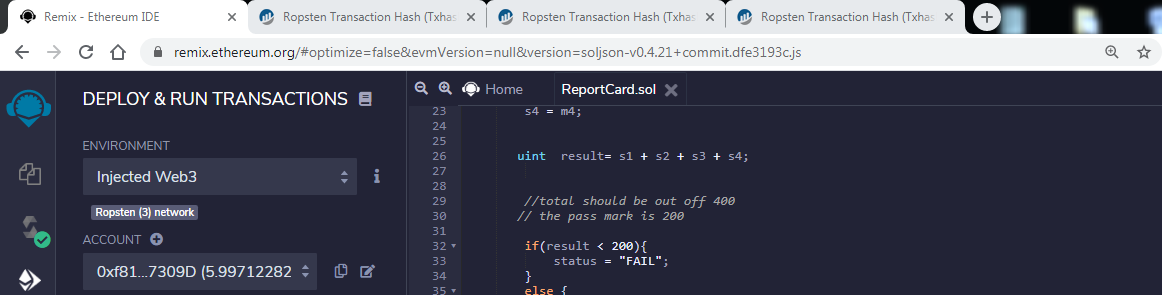 Remix - Ethereum IDE
Ropsten Transaction Hash (Txhas
Ropsten Transaction Hash (Txhas
Ropsten Transaction Hash (Txhas
remix.ethereum.org/#optimize=false&evmVersion=null&version=soljson-v0.4.21+commit.dfe3193c.js
DEPLOY & RUN TRANSACTIONS
ENVIRONMENT
Injected Web3
i
Ropsten (3) network
ACCOUNT
0xf81...7309D (5.99712282
Home
ReportCard.sol
23 s4 = m4;
24
25
26 uint result= s1 + s2 + s3 + s4;
27
28
29 //total should be out off 400
30 // the pass mark is 200
31
32 if(result < 200){
33 status = "FAIL";
34 }
35 else {